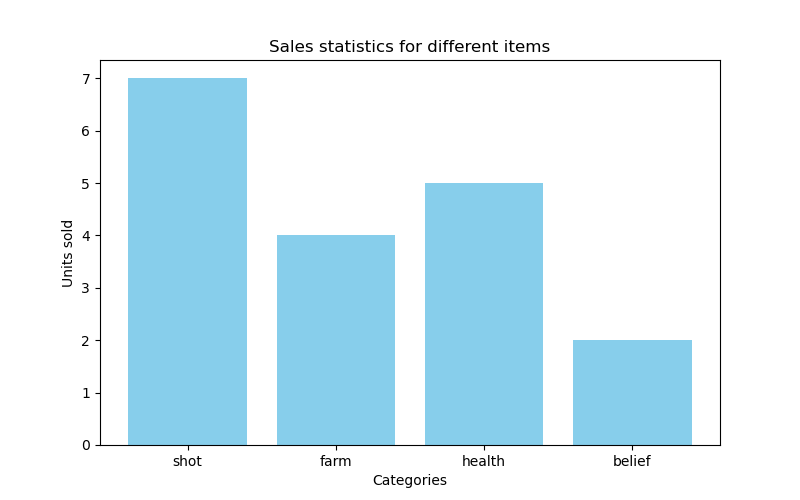 Sales statistics for different items
7
6
5
4
3
2
1
0
Units sold
shot farm health belief
Categories